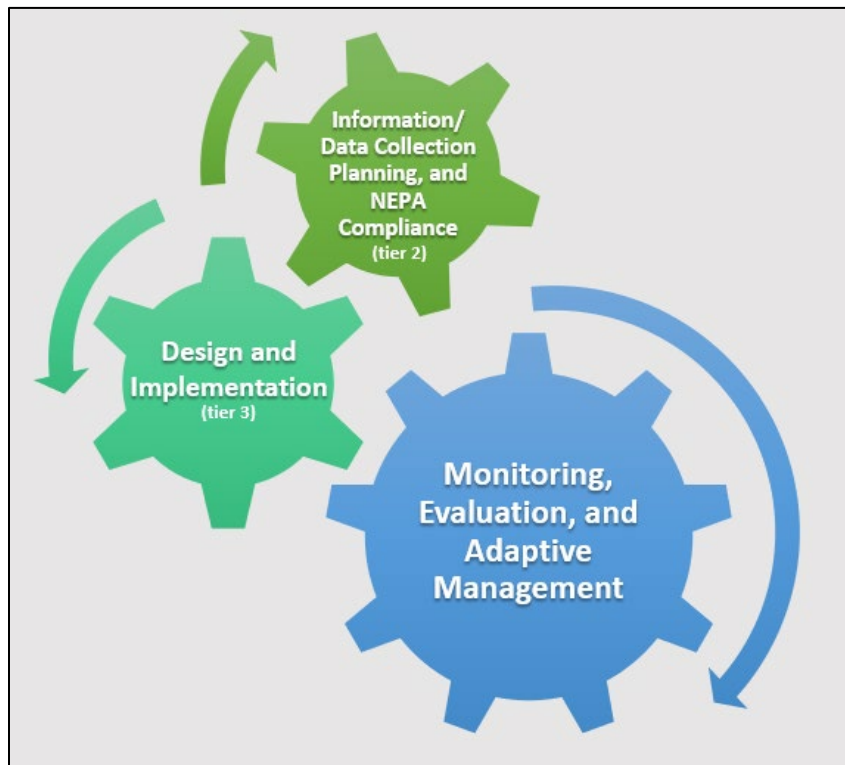 Information/
Data Collection
Planning, and
NEPA
Compliance
(tier 2)
Design and
Implementation
(tier 3)
Monitoring,
Evaluation, and
Adaptive
Management